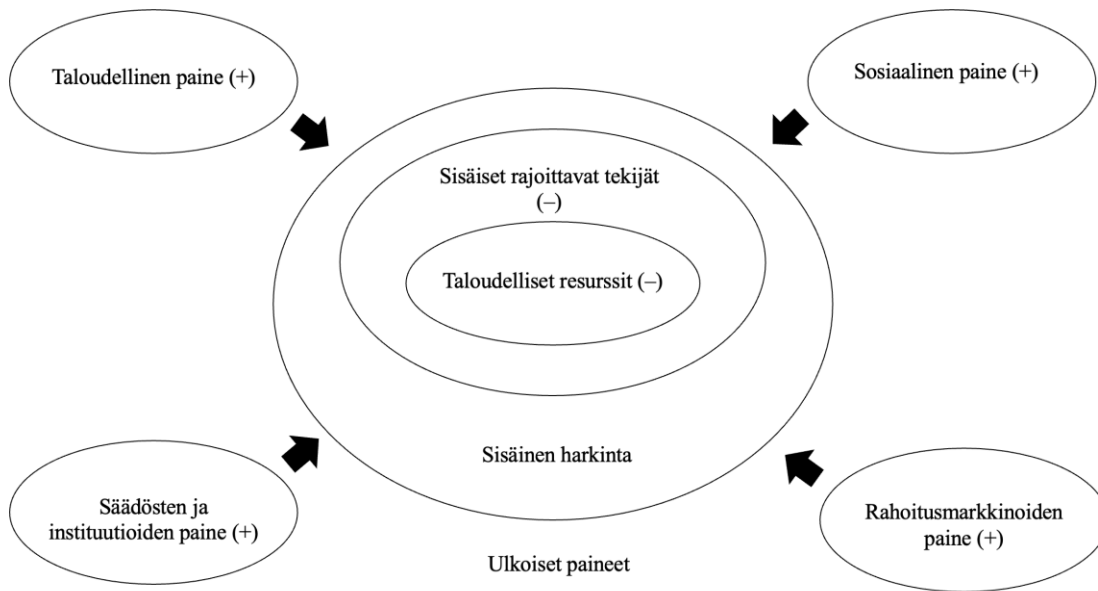 Taloudellinen paine (+)
Sosiaalinen paine (+)
Sisäiset rajoittavat tekijät
(–)
Taloudelliset resurssit (–)
Sisäinen harkinta
Säädösten ja
instituutioiden paine (+)
Rahoitusmarkkinoiden
paine (+)
Ulkoiset paineet